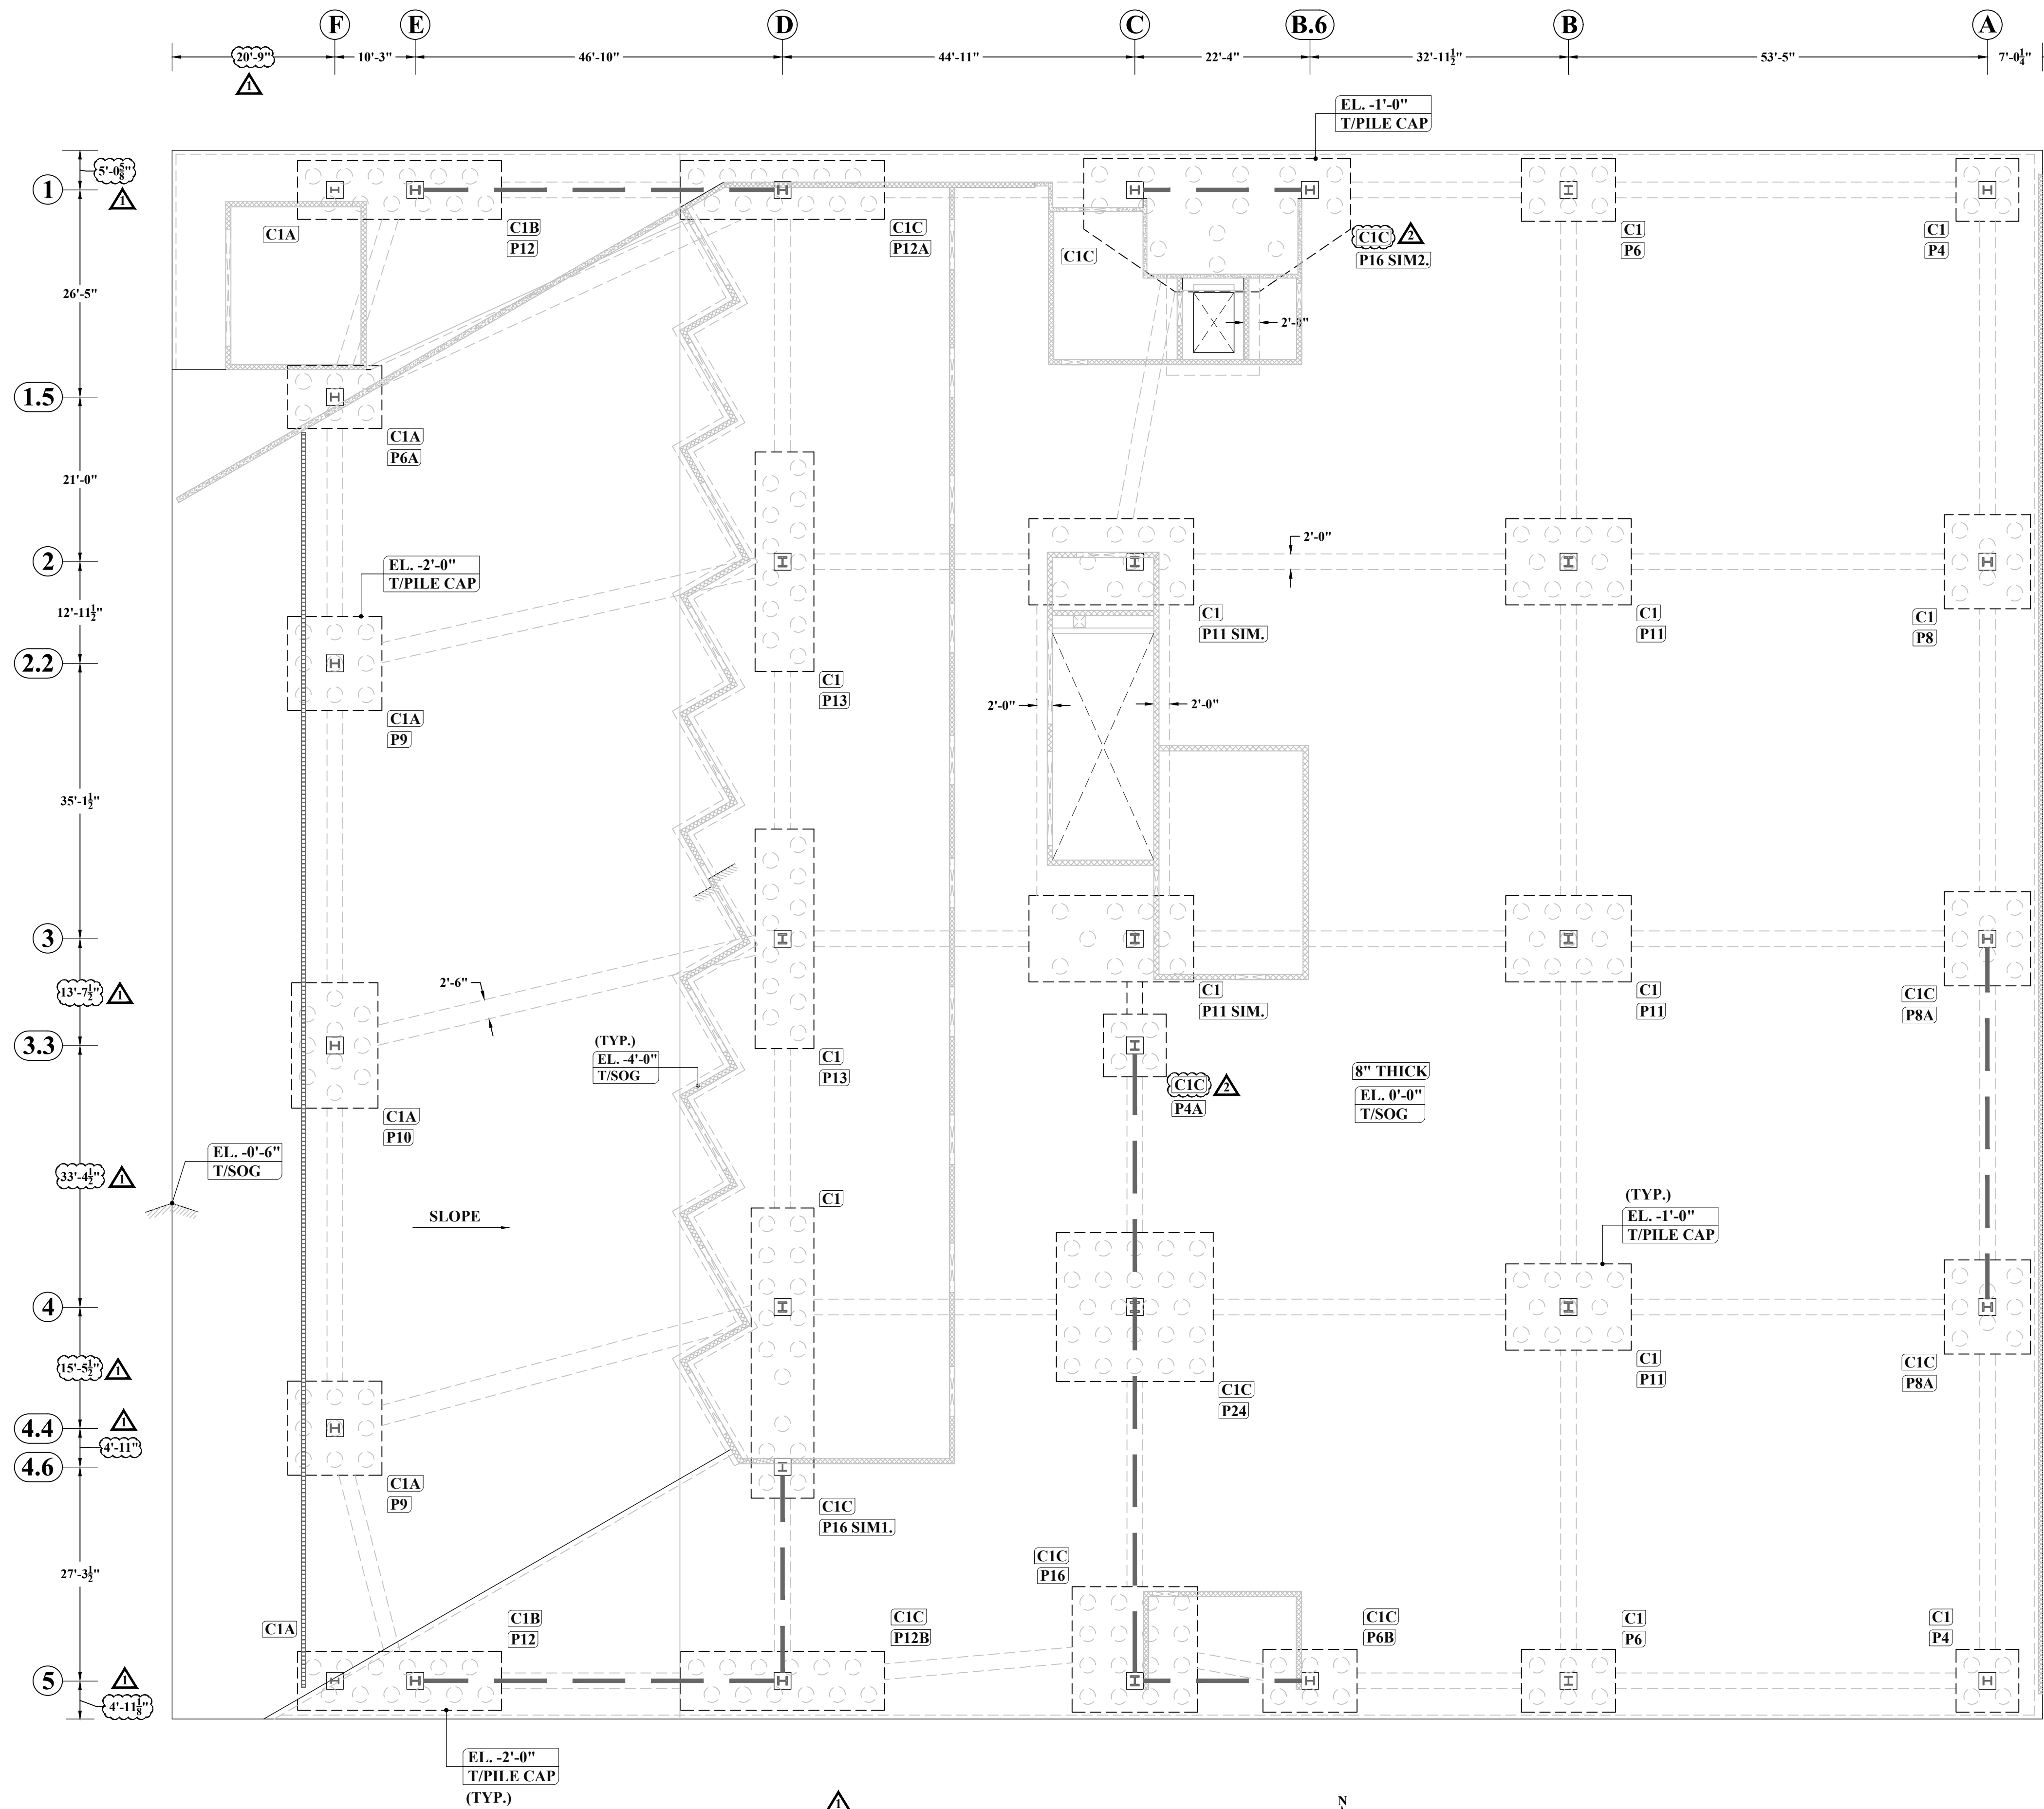 F
E
D
C
B.6
B
A
20'-9"
10'-3"
46'-10"
44'-11"
22'-4"
32'-11½"
53'-5"
7'-0¼"
1
EL. -1'-0"
T/PILE CAP
5'-0⅝"
1
1
C1A
C1B
P12
C1C
P12A
C1C
C1C
2
P16 SIM2.
C1
P6
C1
P4
26'-5"
2'-0"
1.5
C1A
P6A
21'-0"
2
EL. -2'-0"
T/PILE CAP
2'-0"
12'-11½"
C1
P11 SIM.
C1
P11
C1
P8
2.2
C1
P13
2'-0"
2'-0"
C1A
P9
35'-1½"
3
13'-7½"
1
2'-6"
C1
P11 SIM.
C1
P11
C1C
P8A
3.3
(TYP.)
EL. -4'-0"
T/SOG
C1
P13
C1C
2
P4A
8" THICK
EL. 0'-0"
T/SOG
C1A
P10
EL. -0'-6"
T/SOG
33'-4½"
1
SLOPE
C1
(TYP.)
EL. -1'-0"
T/PILE CAP
4
15'-5½"
1
C1C
P24
C1
P11
C1C
P8A
1
4.4
4'-11"
4.6
C1A
P9
C1C
P16 SIM1.
27'-3½"
C1C
P16
C1A
C1B
P12
C1C
P12B
C1C
P6B
C1
P6
C1
P4
5
1
4'-11⅛"
EL. -2'-0"
T/PILE CAP
(TYP.)
1
N